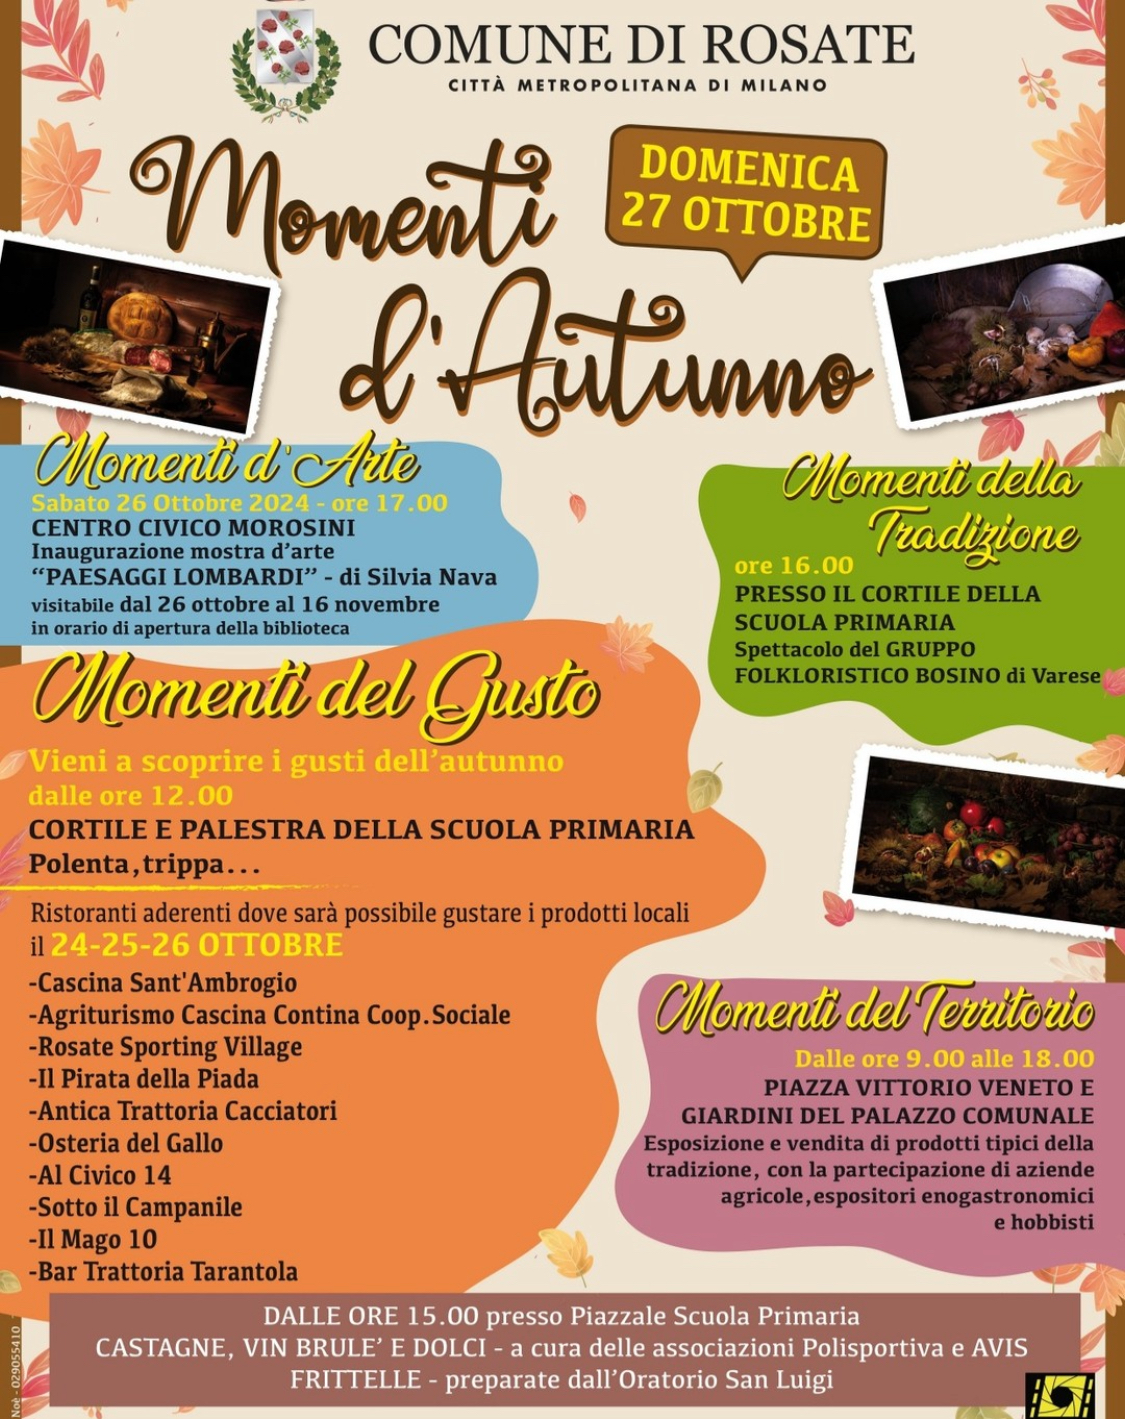 COMUNE DI ROSATE
CITTÀ METROPOLITANA DI MILANO
Momenti
d'Autunno
DOMENICA
27 OTTOBRE
Momenti d'Arte
Sabato 26 Ottobre 2024 - ore 17.00
CENTRO CIVICO MOROSINI
Inaugurazione mostra d’arte
“PAESAGGI LOMBARDI” - di Silvia Nava
visitabile dal 26 ottobre al 16 novembre
in orario di apertura della biblioteca
Momenti della
Tradizione
ore 16.00
PRESSO IL CORTILE DELLA
SCUOLA PRIMARIA
Spettacolo del GRUPPO
FOLKLORISTICO BOSINO di Varese
Momenti del Gusto
Vieni a scoprire i gusti dell’autunno
dalle ore 12.00
CORTILE E PALESTRA DELLA SCUOLA PRIMARIA
Polenta,trippa...
Ristoranti aderenti dove sarà possibile gustare i prodotti locali
il 24-25-26 OTTOBRE
-Cascina Sant'Ambrogio
-Agriturismo Cascina Contina Coop.Sociale
-Rosate Sporting Village
-Il Pirata della Piada
-Antica Trattoria Cacciatori
-Osteria del Gallo
-Al Civico 14
-Sotto il Campanile
-Il Mago 10
-Bar Trattoria Tarantola
Momenti del Territorio
Dalle ore 9.00 alle 18.00
PIAZZA VITTORIO VENETO E
GIARDINI DEL PALAZZO COMUNALE
Esposizione e vendita di prodotti tipici della
tradizione, con la partecipazione di aziende
agricole,espositori enogastronomici
e hobbisti
DALLE ORE 15.00 presso Piazzale Scuola Primaria
CASTAGNE, VIN BRULE’ E DOLCI - a cura delle associazioni Polisportiva e AVIS
FRITTELLE - preparate dall’Oratorio San Luigi
Noè - 029055410